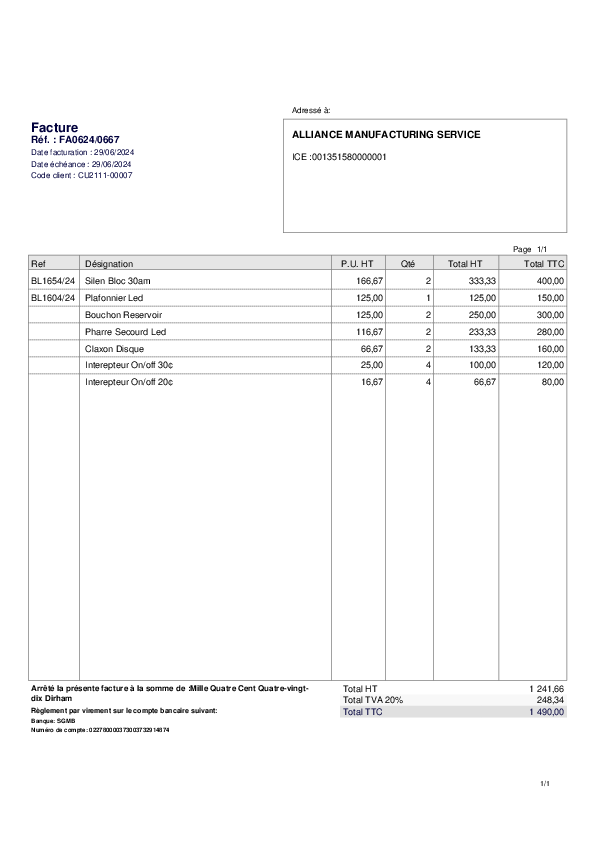 Adressé à:
Facture
Réf. : FA0624/0667
Date facturation : 29/06/2024
Date échéance : 29/06/2024
Code client : CU2111-00007
ALLIANCE MANUFACTURING SERVICE
ICE :001351580000001
Page 1/1
Ref Désignation P.U. HT Qté Total HT Total TTC
BL1654/24 Silen Bloc 30am 166,67 2 333,33 400,00
BL1604/24 Plafonnier Led 125,00 1 125,00 150,00
Bouchon Reservoir 125,00 2 250,00 300,00
Pharre Secourd Led 116,67 2 233,33 280,00
Claxon Disque 66,67 2 133,33 160,00
Interepteur On/off 30¢ 25,00 4 100,00 120,00
Interepteur On/off 20¢ 16,67 4 66,67 80,00
Arrêté la présente facture à la somme de :Mille Quatre Cent Quatre-vingt-
dix Dirham
Règlement par virement sur le compte bancaire suivant:
Banque: SGMB
Numéro de compte: 022780000373003732914874
Total HT 1 241,66
Total TVA 20% 248,34
Total TTC 1 490,00
1/1